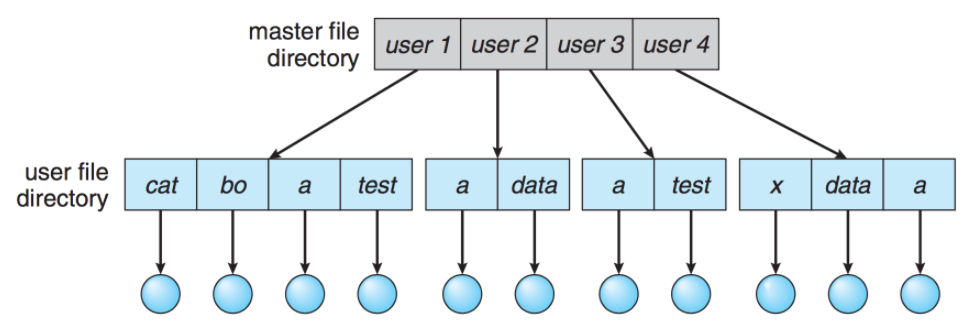 master file
directory
user 1 user 2 user 3 user 4
user file
directory
cat bo a test a data a test x data a